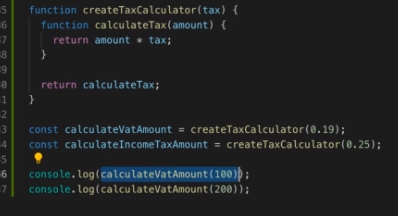 function createTaxCalculator(tax) {
  function calculateTax(amount) {
    return amount * tax;
  }

  return calculateTax;
}

const calculateVatAmount = createTaxCalculator(0.19);
const calculateIncomeTaxAmount = createTaxCalculator(0.25);

console.log(calculateVatAmount(100));
console.log(calculateVatAmount(200));